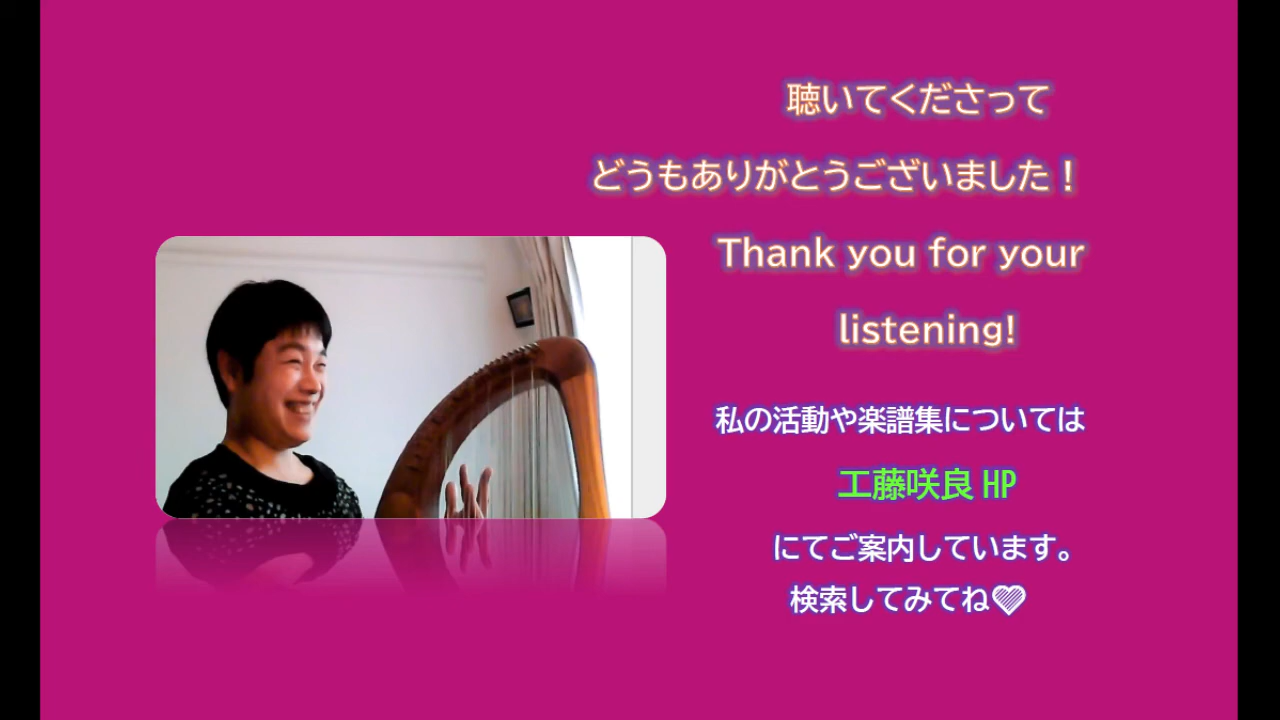 聴いてくださって
どうもありがとうございました！
Thank you for your
listening!
私の活動や楽譜集については
工藤咲良 HP
にてご案内しています。
検索してみてね